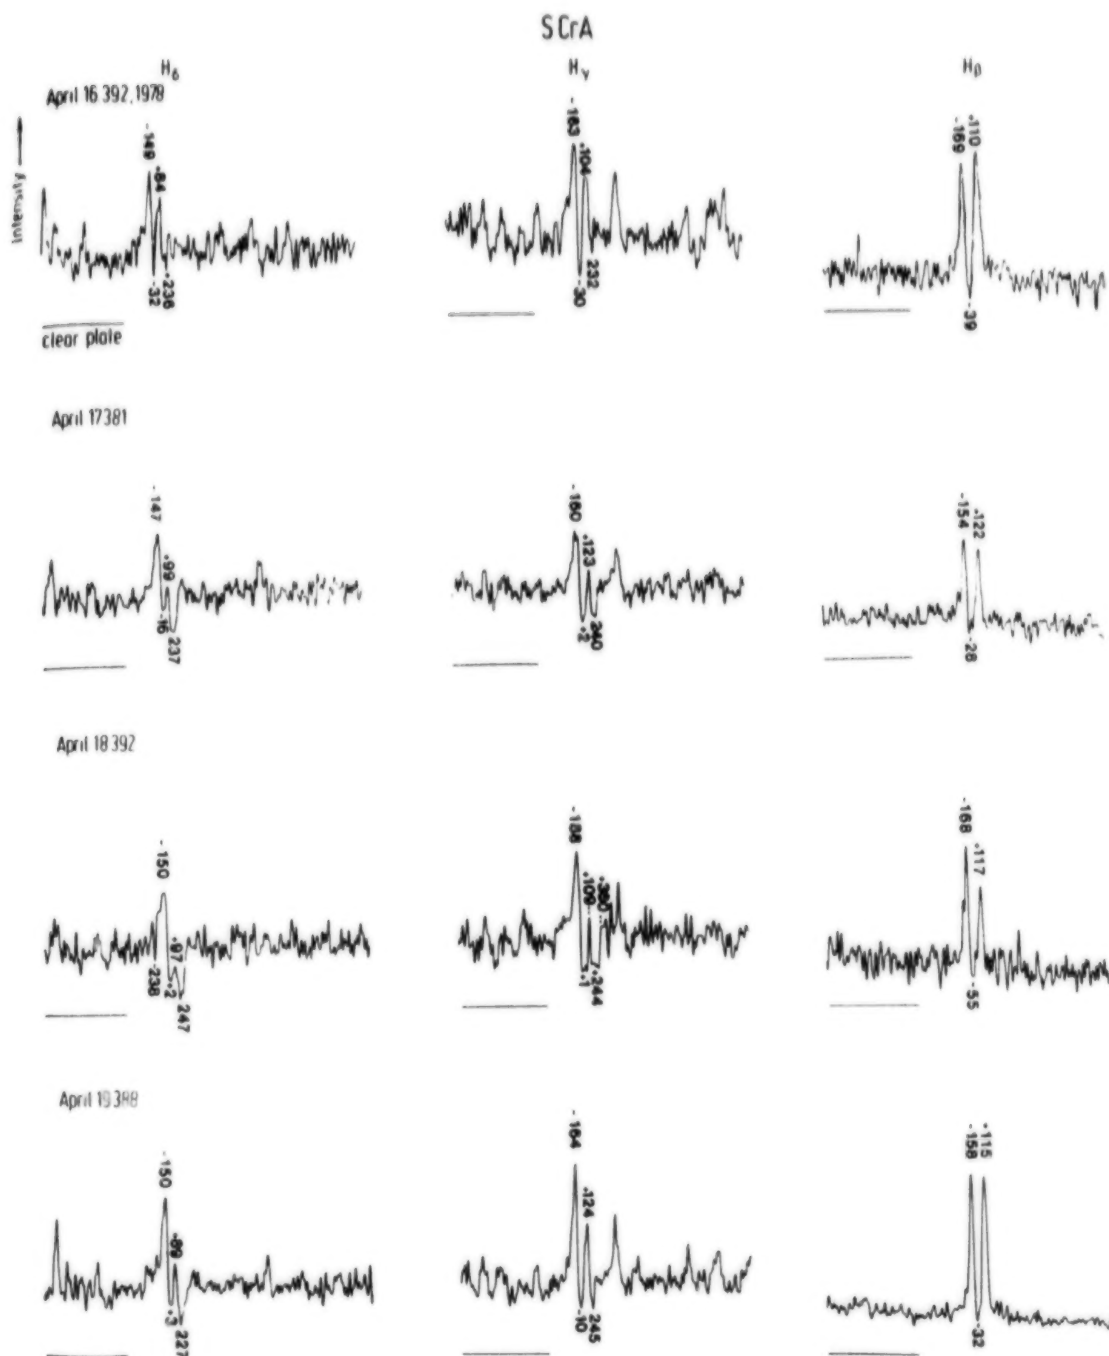 S CrA
Hδ Hγ Hβ
April 16.392, 1978
Intensity
-149 +84 -163 +104 -169 +110
-32 -236 -30 232 -39
clear plate
April 17.381
-147 +99 -160 +123 -154 +122
-16 237 +2 240 -28
April 18.392
-150 +97 -188 +109 +360 -168 +117
-238 +2 247 +1 +244 -55
April 19.388
-150 +89 -164 +124 -158 +115
+3 227 -10 245 -32